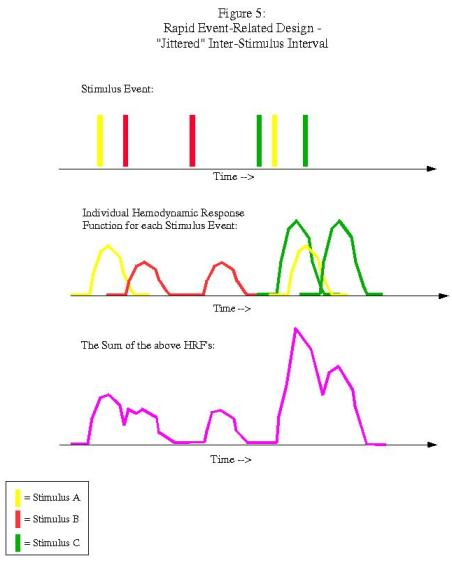 Figure 5:
Rapid Event-Related Design -
"Jittered" Inter-Stimulus Interval
Stimulus Event:
Time -->
Individual Hemodynamic Response
Function for each Stimulus Event:
Time -->
The Sum of the above HRF's:
Time -->
= Stimulus A
= Stimulus B
= Stimulus C